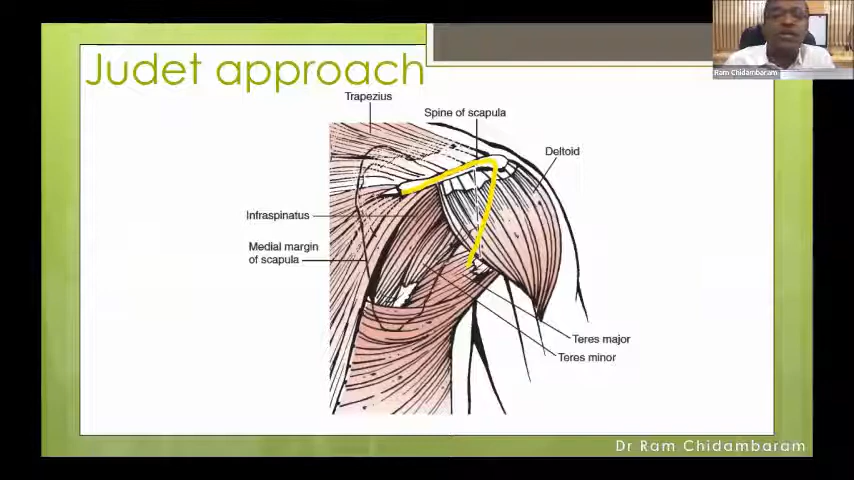 Judet approach
Ram Chidambaram
Trapezius
Spine of scapula
Deltoid
Infraspinatus
Medial margin
of scapula
Teres major
Teres minor
Dr Ram Chidambaram